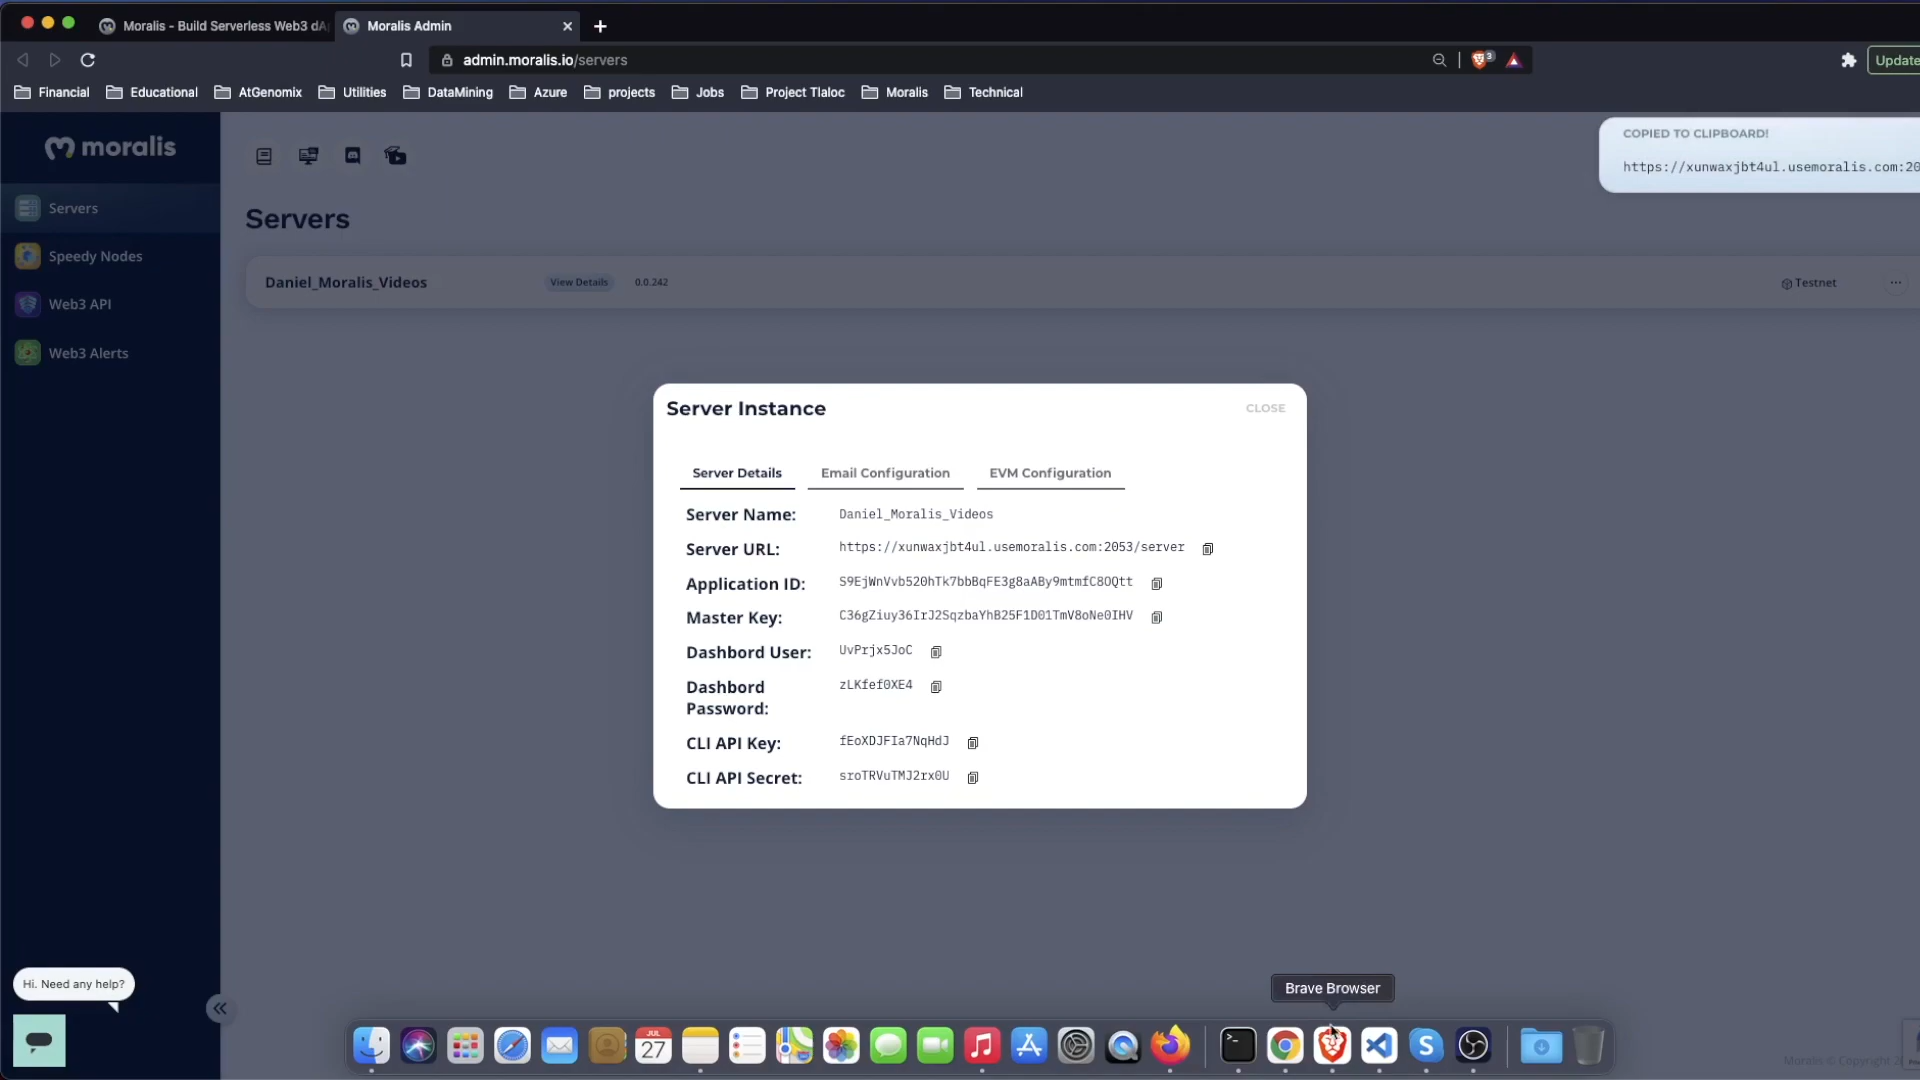 Moralis - Build Serverless Web3 dA
Moralis Admin
admin.moralis.io/servers
3
Update
Financial
Educational
AtGenomix
Utilities
DataMining
Azure
projects
Jobs
Project Tlaloc
Moralis
Technical
moralis
COPIED TO CLIPBOARD!
https://xunwaxjbt4ul.usemoralis.com:20
Servers
Speedy Nodes
Web3 API
Web3 Alerts
Servers
Daniel_Moralis_Videos
View Details
0.0.242
Testnet
Server Instance
CLOSE
Server Details
Email Configuration
EVM Configuration
Server Name: Daniel_Moralis_Videos
Server URL: https://xunwaxjbt4ul.usemoralis.com:2053/server
Application ID: S9EjWnVvb520hTk7bbBqFE3g8aABy9mtmfC8OQtt
Master Key: C36gZiuy36IrJ2SqzbaYhB25F1D01TmV8oNe0IHV
Dashbord User: UvPrjx5JoC
Dashbord zLKfef0XE4
Password:
CLI API Key: fEoXDJFIa7NqHdJ
CLI API Secret: sroTRVuTMJ2rx0U
Hi. Need any help?
Brave Browser
JUL
27
Moralis © Copyright